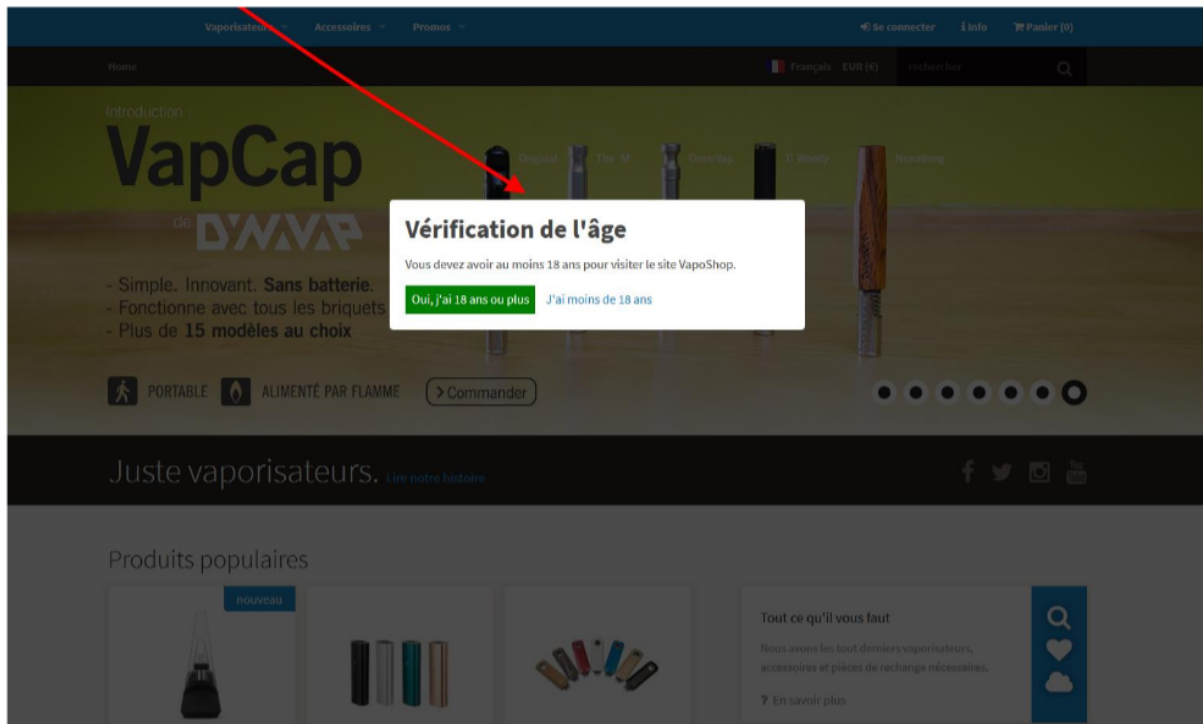 Vaporisateurs
Accessoires
Promos
Se connecter
Info
Panier (0)
Home
Français
EUR (€)
rechercher
Introduction :
VapCap
de DYNAVAP
- Simple. Innovant. Sans batterie.
- Fonctionne avec tous les briquets
- Plus de 15 modèles au choix
Original
The 'M'
OmniVap
Ti Woody
NonaVong
Vérification de l'âge
Vous devez avoir au moins 18 ans pour visiter le site VapoShop.
Oui, j'ai 18 ans ou plus
J'ai moins de 18 ans
PORTABLE
ALIMENTÉ PAR FLAMME
Commander
Juste vaporisateurs. Lire notre histoire
You
Produits populaires
nouveau
Tout ce qu'il vous faut
Nous avons les tout derniers vaporisateurs,
accessoires et pièces de rechange nécessaires.
? En savoir plus